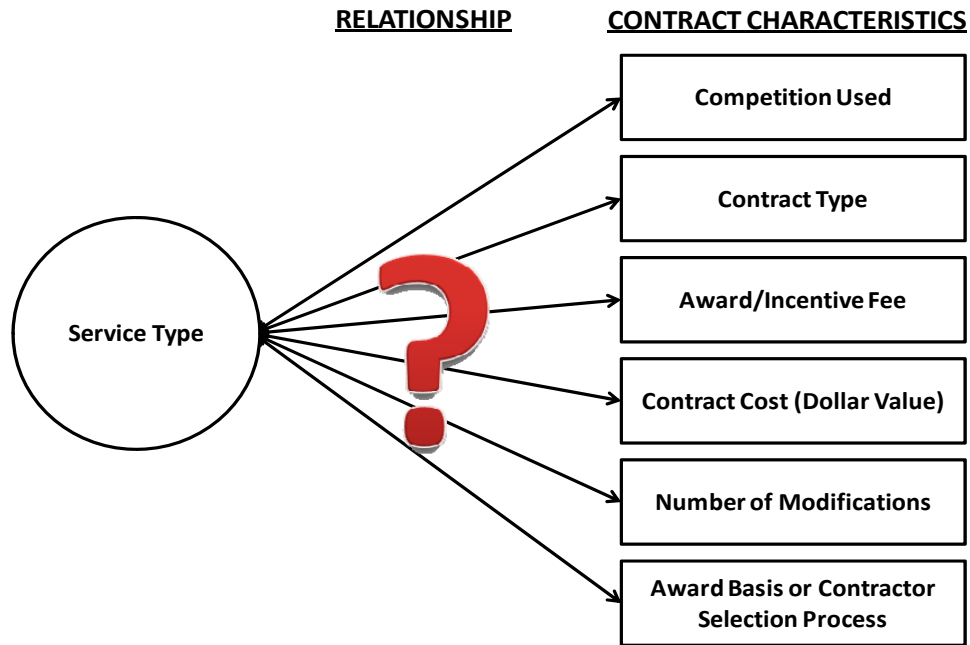 RELATIONSHIP
CONTRACT CHARACTERISTICS
Competition Used
Contract Type
Service Type
?
Award/Incentive Fee
Contract Cost (Dollar Value)
Number of Modifications
Award Basis or Contractor
Selection Process